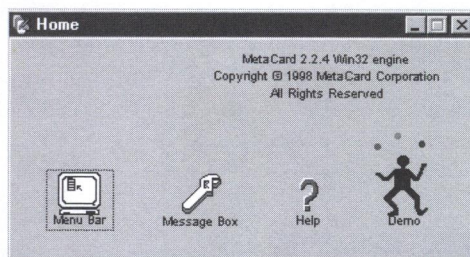 Home
MetaCard 2.2.4 Win32 engine
Copyright © 1998 MetaCard Corporation
All Rights Reserved
Menu Bar
Message Box
Help
Demo